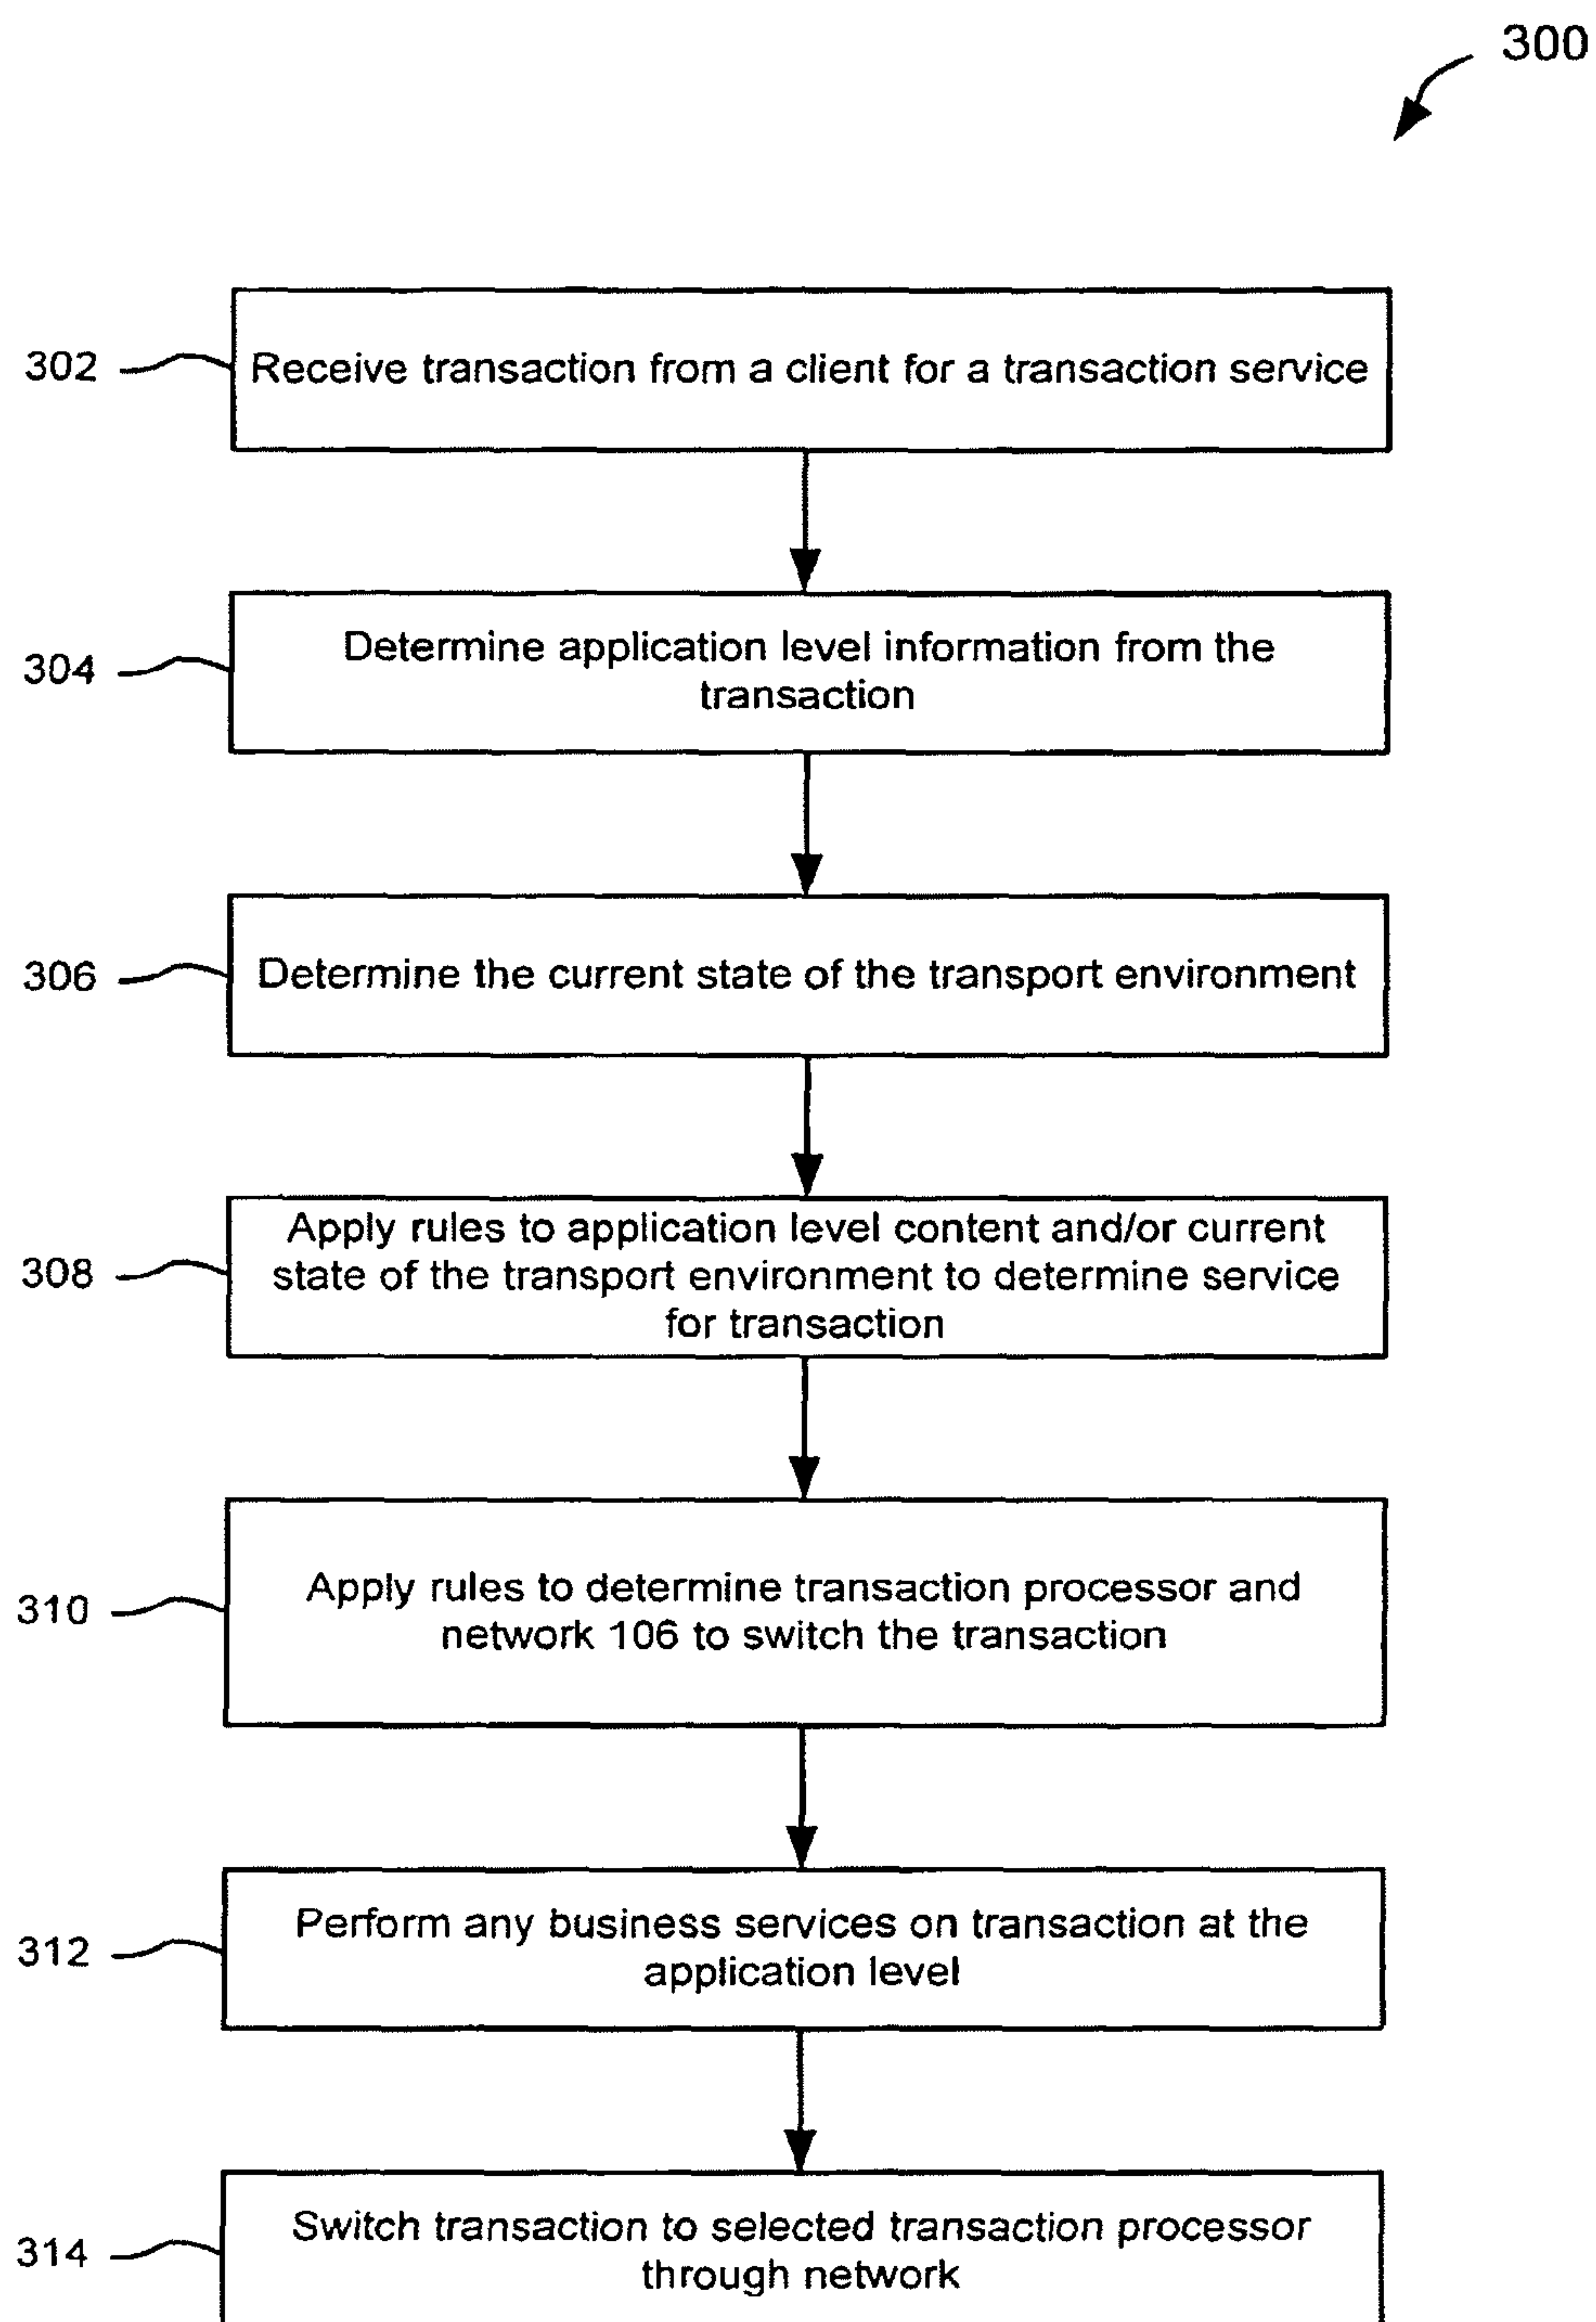 300
302
Receive transaction from a client for a transaction service
304
Determine application level information from the
transaction
306
Determine the current state of the transport environment
308
Apply rules to application level content and/or current
state of the transport environment to determine service
for transaction
310
Apply rules to determine transaction processor and
network 106 to switch the transaction
312
Perform any business services on transaction at the
application level
314
Switch transaction to selected transaction processor
through network